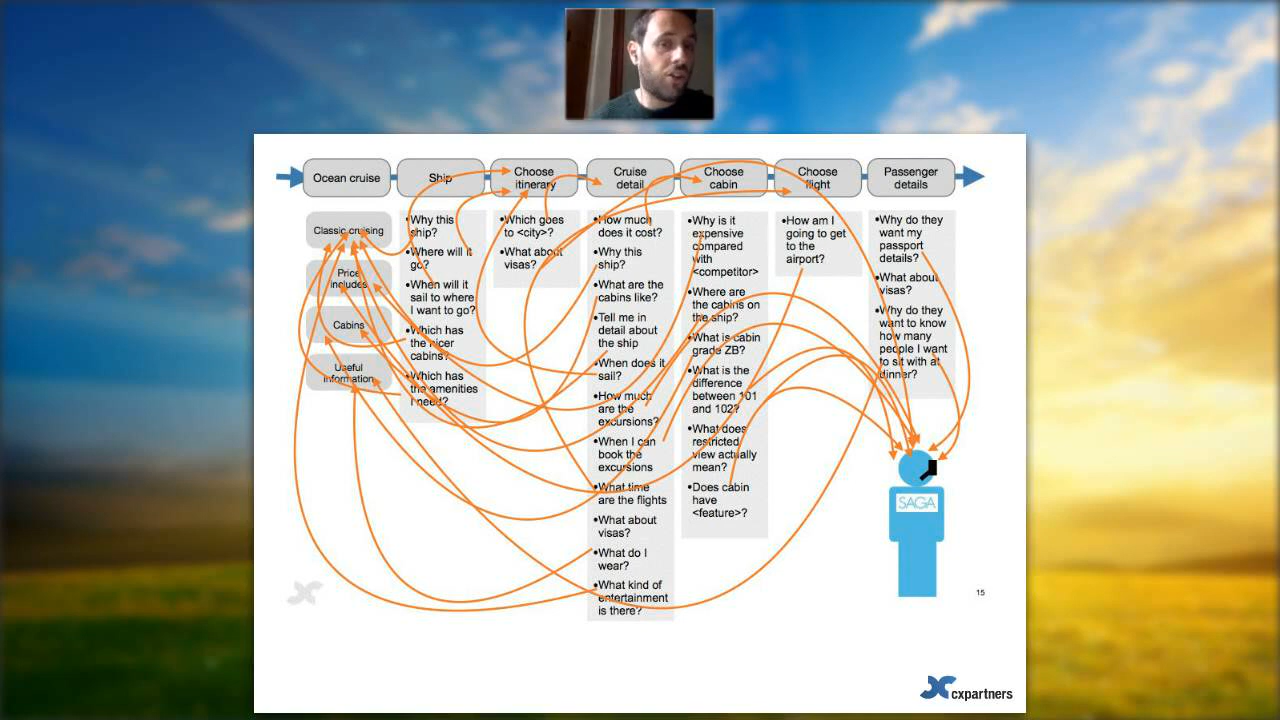 Ocean cruise
Ship
Choose
itinerary
Cruise
detail
Choose
cabin
Choose
flight
Passenger
details
Classic cruising
Price
includes
Cabins
Useful
information
•Why this
ship?
•Where will it
go?
•When will it
sail to where
I want to go?
•Which has
the nicer
cabins?
•Which has
the amenities
I need?
•Which goes
to <city>?
•What about
visas?
•How much
does it cost?
•Why this
ship?
•What are the
cabins like?
•Tell me in
detail about
the ship
•When does it
sail?
•How much
are the
excursions?
•When I can
book the
excursions
•What time
are the flights
•What about
visas?
•What do I
wear?
•What kind of
entertainment
is there?
•Why is it
expensive
compared
with
<competitor>
•Where are
the cabins on
the ship?
•What is cabin
grade ZB?
•What is the
difference
between 101
and 102?
•What does
restricted
view actually
mean?
•Does cabin
have
<feature>?
•How am I
going to get
to the
airport?
•Why do they
want my
passport
details?
•What about
visas?
•Why do they
want to know
how many
people I want
to sit with at
dinner?
SAGA
15
cxpartners